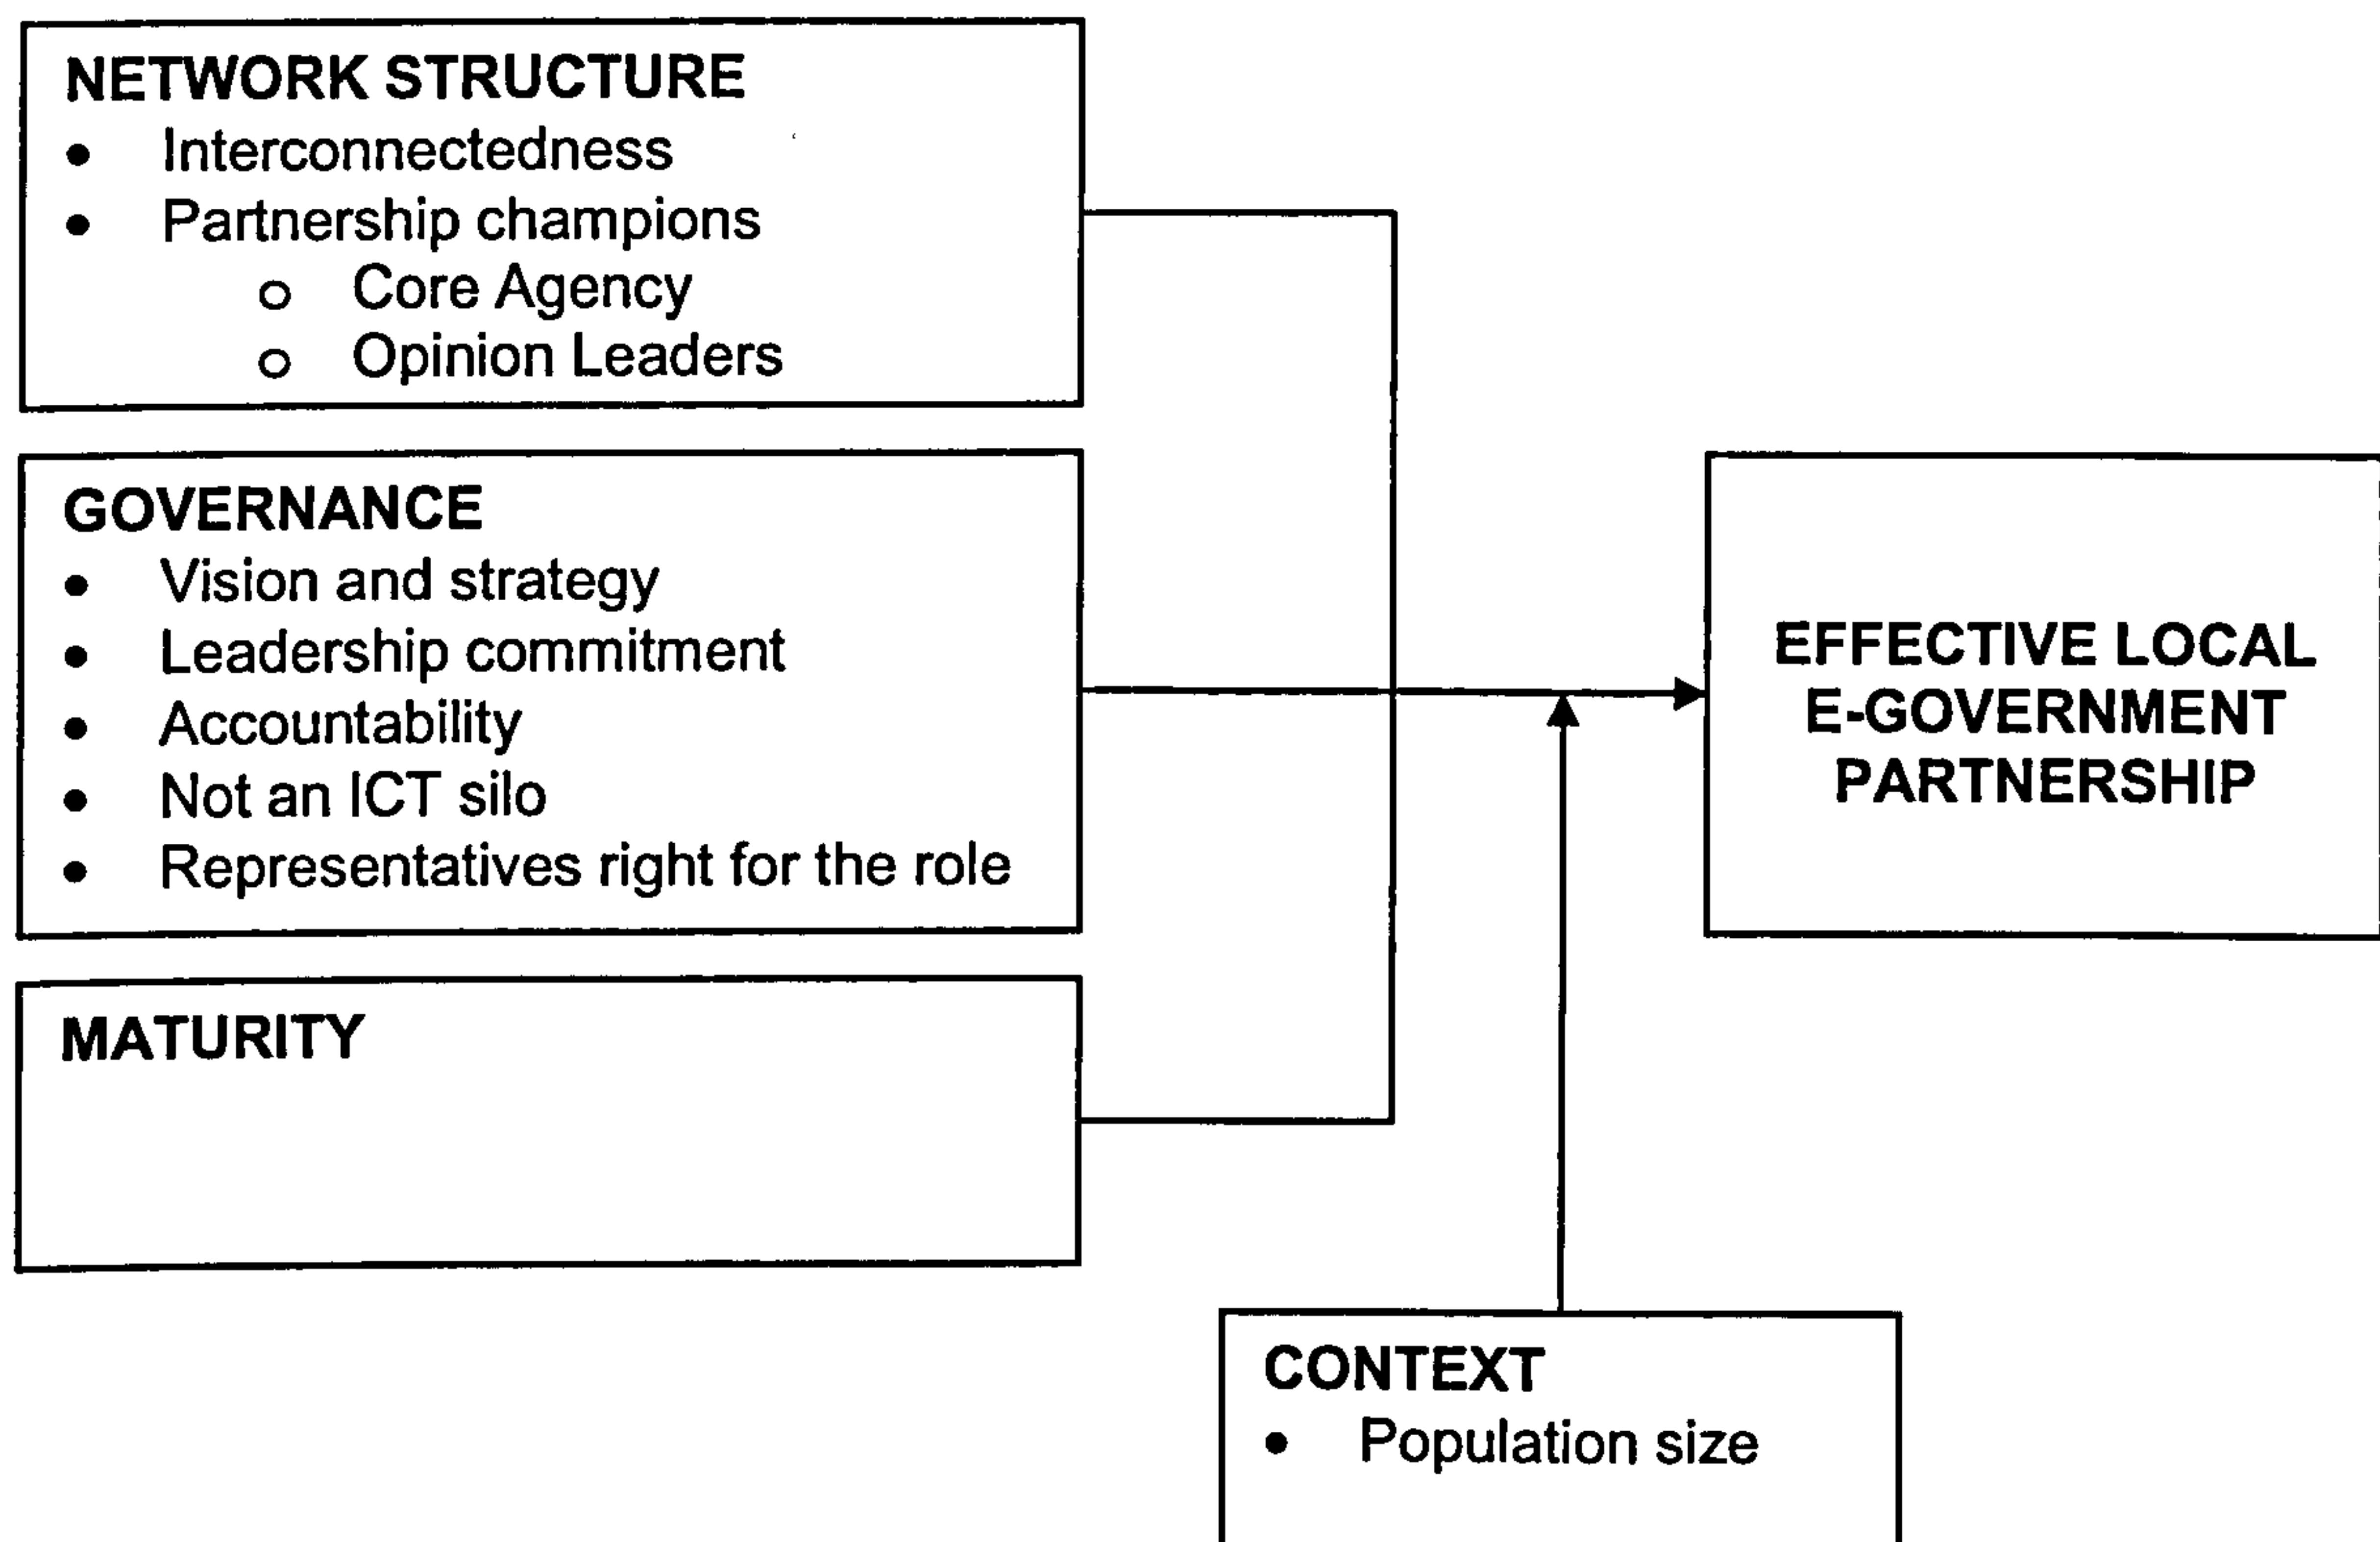 NETWORK STRUCTURE
• Interconnectedness
• Partnership champions
o Core Agency
o Opinion Leaders
GOVERNANCE
• Vision and strategy
• Leadership commitment
• Accountability
• Not an ICT silo
• Representatives right for the role
MATURITY
EFFECTIVE LOCAL
E-GOVERNMENT
PARTNERSHIP
CONTEXT
• Population size